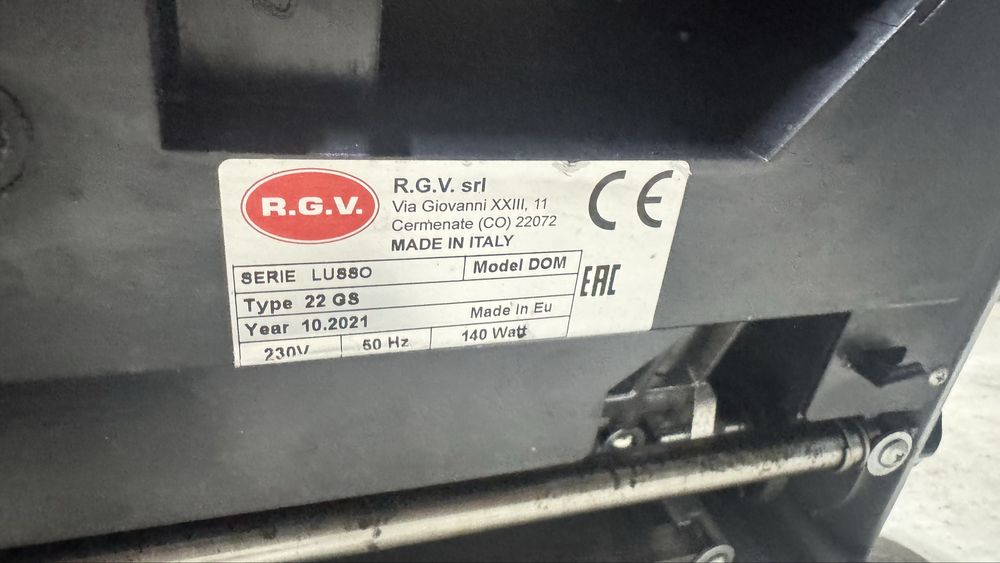 R.G.V.
R.G.V. srl
Via Giovanni XXIII, 11
Cermenate (CO) 22072
MADE IN ITALY
CE
SERIE LUSSO Model DOM
Type 22 GS
Made In Eu
Year 10.2021
230V 50 Hz 140 Watt
EAC